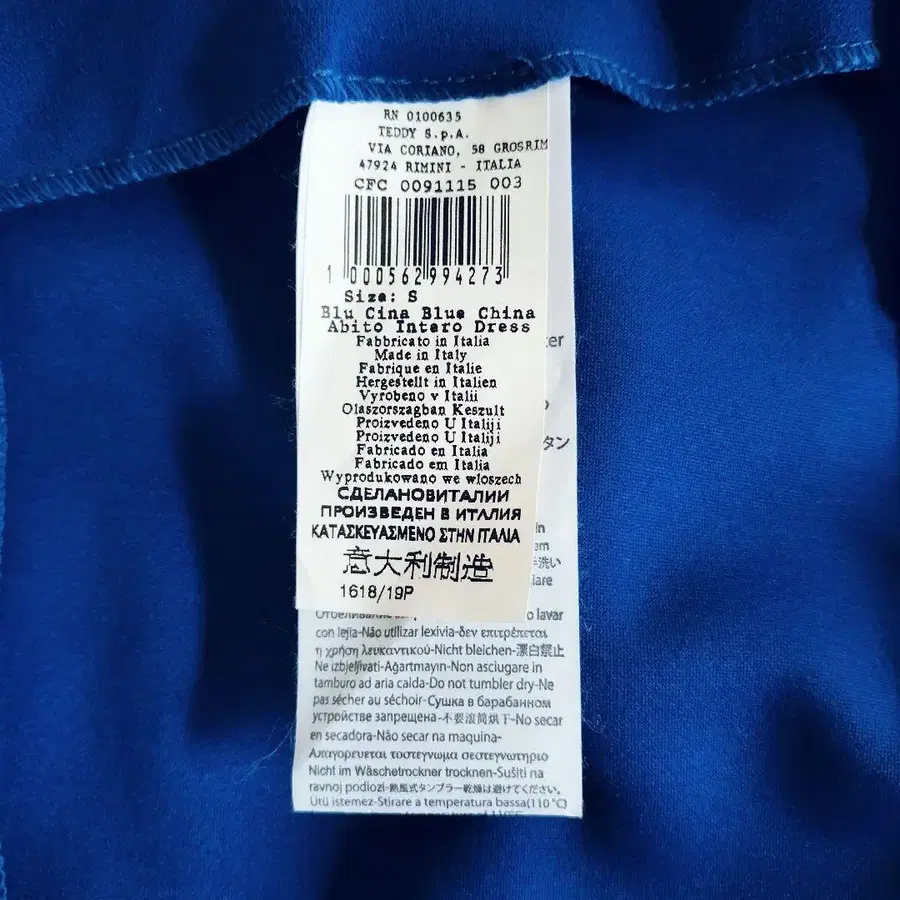 RN 0100635
TEDDY S.p.A.
VIA CORIANO, 58 GROSRIM
47924 RIMINI - ITALIA
CFC 0091115 003
1 000562 994273
Size: S
Blu Cina Blue China
Abito Intero Dress
Fabbricato in Italia
Made in Italy
Fabrique en Italie
Hergestellt in Italien
Vyrobeno v Italii
Olaszorszagban Keszult
Proizvedeno U Italiji
Proizvedeno U Italiji
Fabricado en Italia
Fabricado em Italia
Wyprodukowano we wloszech
СДЕЛАНОВИТАЛИИ
ПРОИЗВЕДЕН В ИТАЛИЯ
ΚΑΤΑΣΚΕΥΑΣΜΕΝΟ ΣΤΗΝ ΙΤΑΛΙΑ
意大利制造
1618/19P
lavar
con lejia-Não utilizar lexivia-δεν επιτρέπεται
η χρήση λευκαντικού-Nicht bleichen-漂白禁止
Ne izbjeljivati-Ağartmayın-Non asciugare in
tamburo ad aria calda-Do not tumbler dry-Ne
pas sécher au séchoir-Сушка в барабанном
устройстве запрещена-不要滚筒烘干-No secar
en secadora-Não secar na maquina-
Απαγορευεται τοστεγνωμα σεστεγνωτηριο
Nicht im Wäschetrockner trocknen-Sušiti na
ravnoj podlozi-熱風式タンブラー乾燥は避けてください。
Ütü istemez-Stirare a temperatura bassa(110°C)